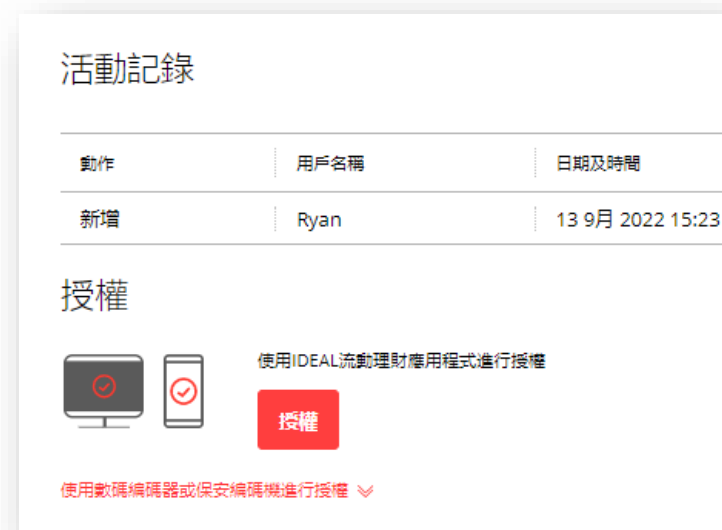 活動記錄
動作 用戶名稱 日期及時間
新增 Ryan 13 9月 2022 15:23
授權
使用IDEAL流動理財應用程式進行授權
授權
使用數碼編碼器或保安編碼機進行授權